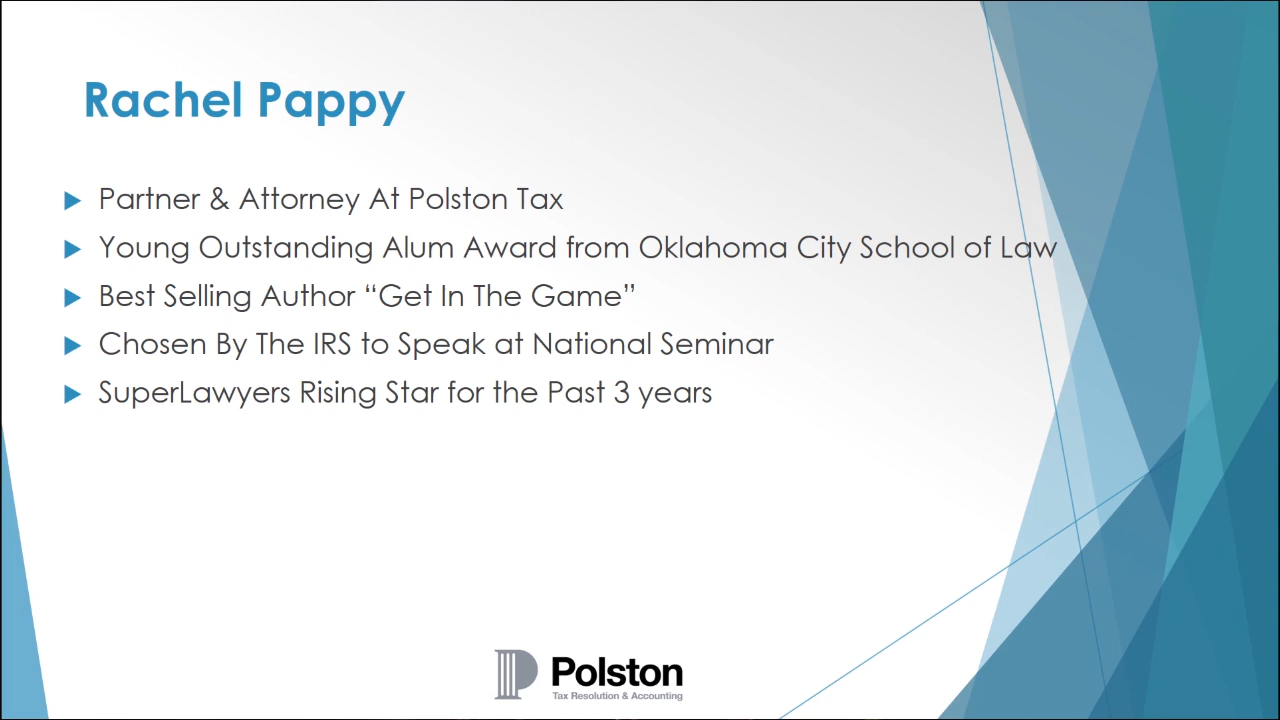 Rachel Pappy
Partner & Attorney At Polston Tax
Young Outstanding Alum Award from Oklahoma City School of Law
Best Selling Author “Get In The Game”
Chosen By The IRS to Speak at National Seminar
SuperLawyers Rising Star for the Past 3 years
Polston
Tax Resolution & Accounting